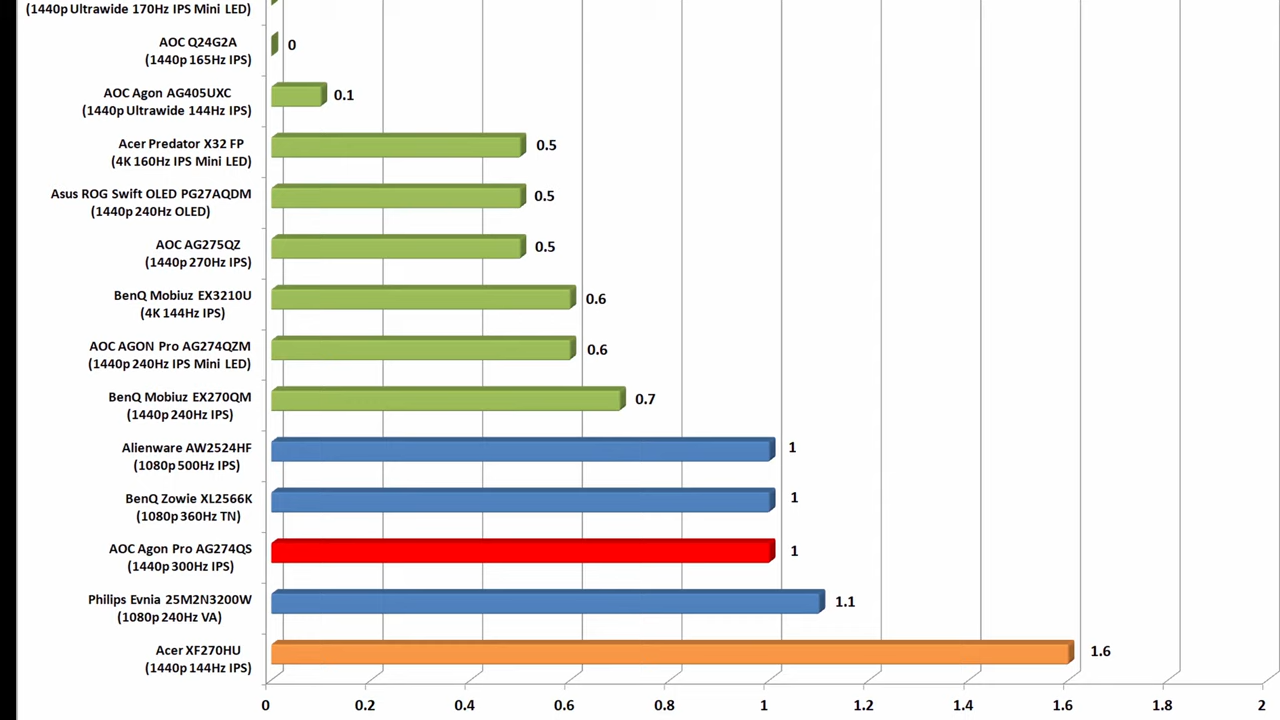 (1440p Ultrawide 170Hz IPS Mini LED)
AOC Q24G2A
(1440p 165Hz IPS)
0
AOC Agon AG405UXC
(1440p Ultrawide 144Hz IPS)
0.1
Acer Predator X32 FP
(4K 160Hz IPS Mini LED)
0.5
Asus ROG Swift OLED PG27AQDM
(1440p 240Hz OLED)
0.5
AOC AG275QZ
(1440p 270Hz IPS)
0.5
BenQ Mobiuz EX3210U
(4K 144Hz IPS)
0.6
AOC AGON Pro AG274QZM
(1440p 240Hz IPS Mini LED)
0.6
BenQ Mobiuz EX270QM
(1440p 240Hz IPS)
0.7
Alienware AW2524HF
(1080p 500Hz IPS)
1
BenQ Zowie XL2566K
(1080p 360Hz TN)
1
AOC Agon Pro AG274QS
(1440p 300Hz IPS)
1
Philips Evnia 25M2N3200W
(1080p 240Hz VA)
1.1
Acer XF270HU
(1440p 144Hz IPS)
1.6
0 0.2 0.4 0.6 0.8 1 1.2 1.4 1.6 1.8 2